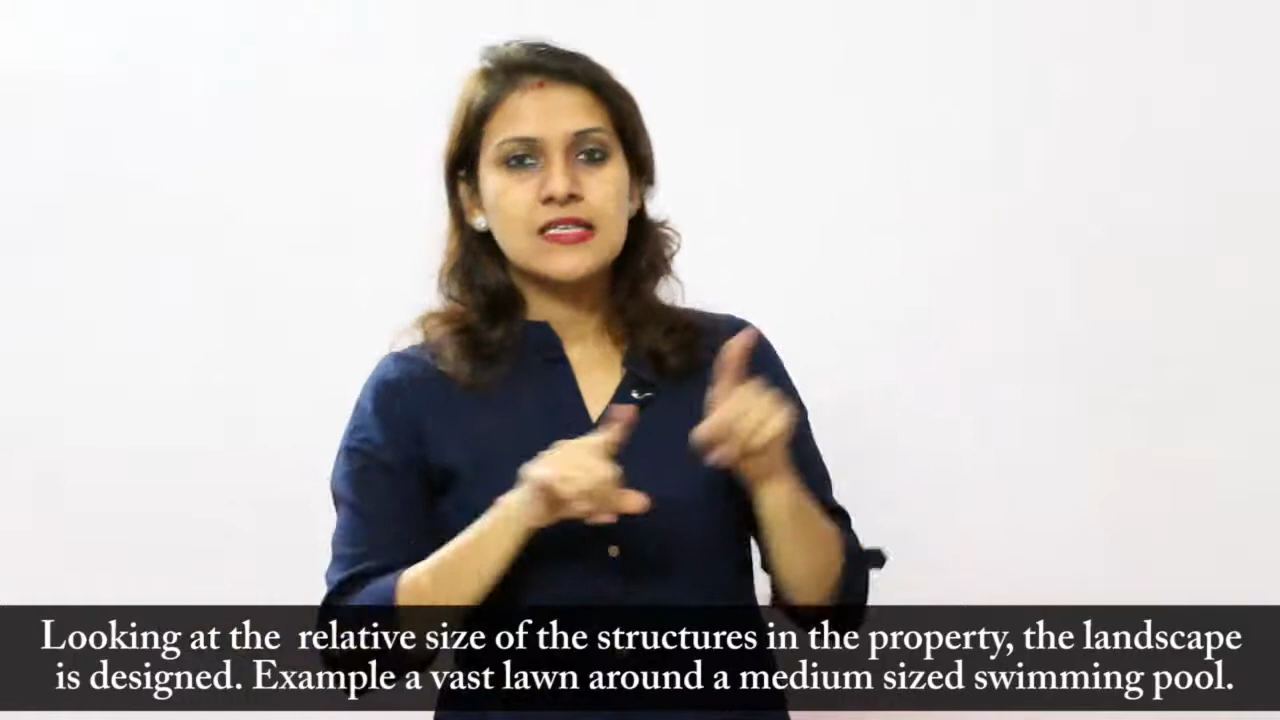 Looking at the relative size of the structures in the property, the landscape
is designed. Example a vast lawn around a medium sized swimming pool.